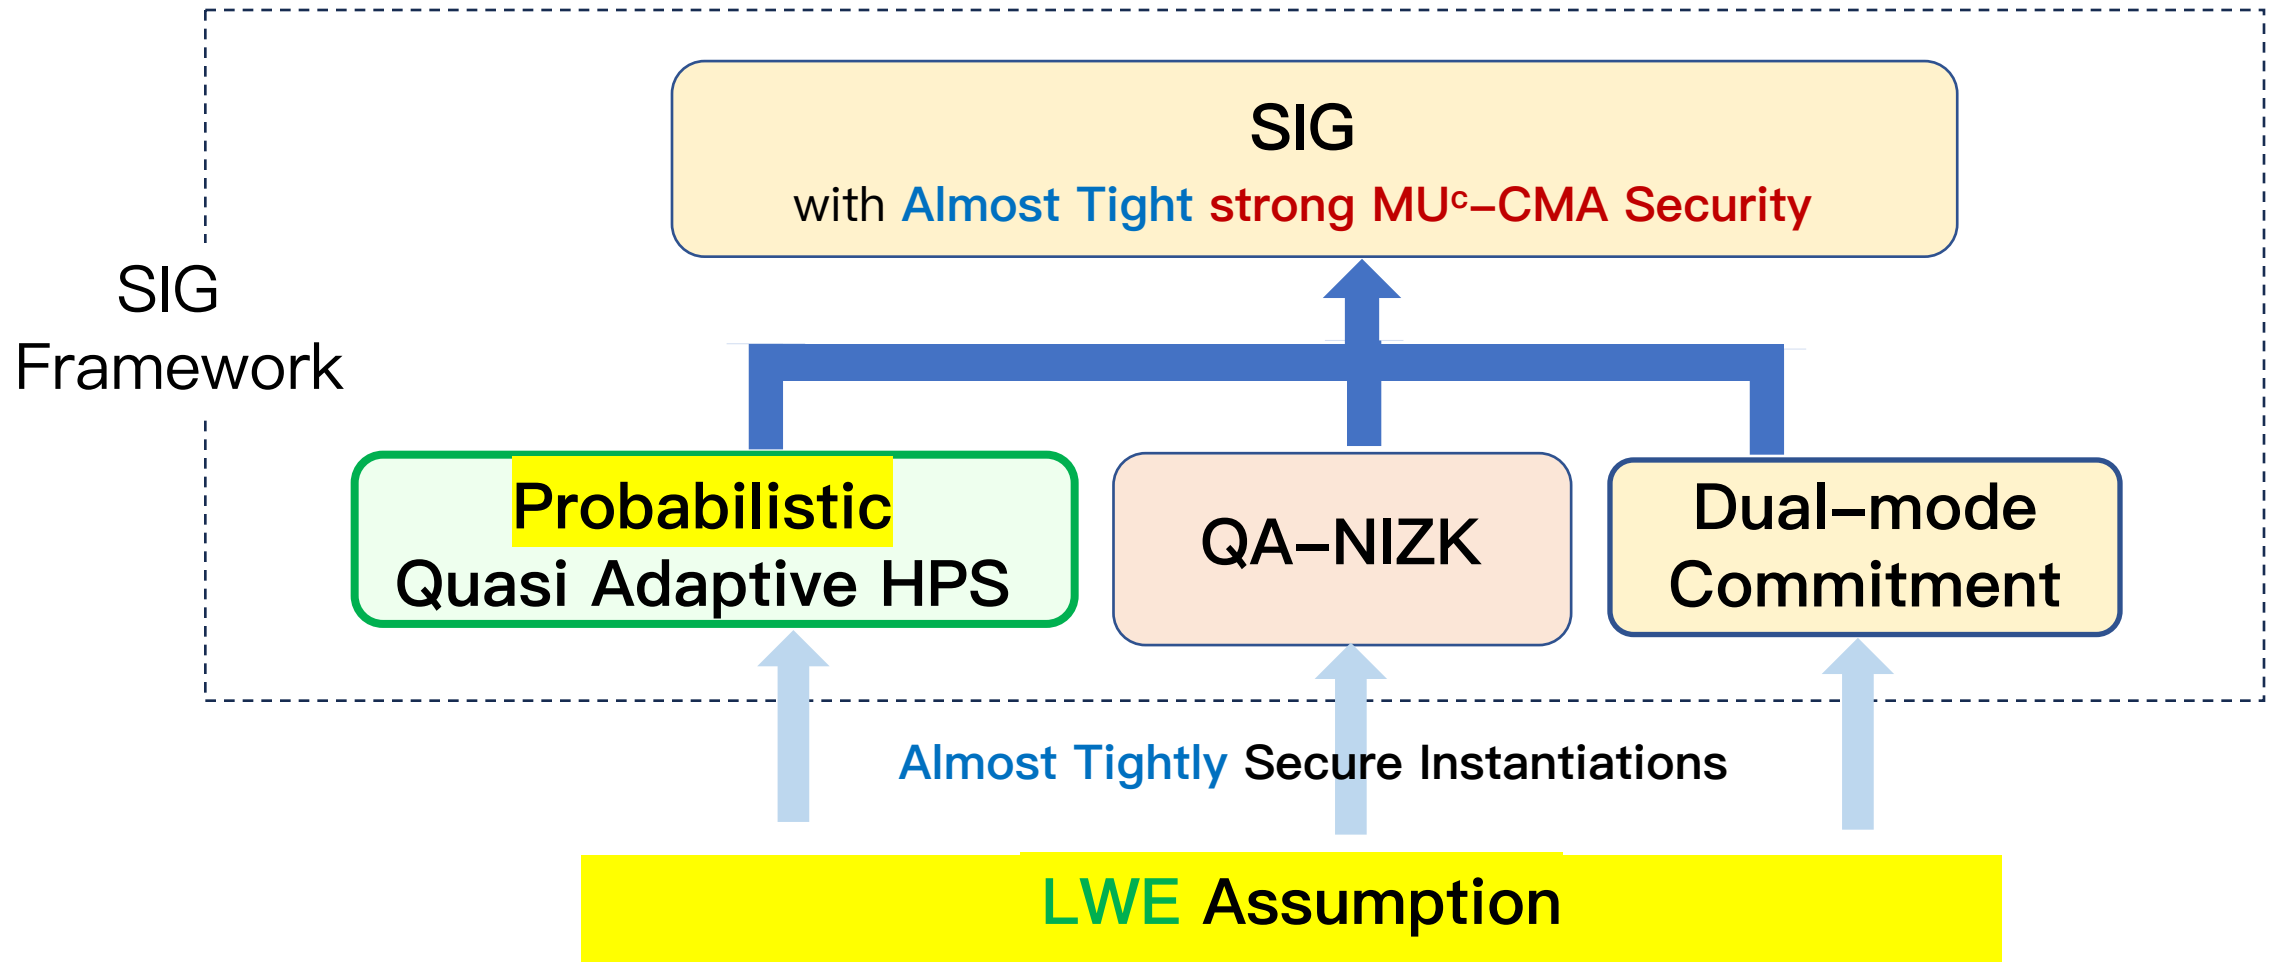 SIG
with Almost Tight strong MUᶜ–CMA Security
SIG
Framework
Probabilistic
Quasi Adaptive HPS
QA–NIZK
Dual–mode
Commitment
Almost Tightly Secure Instantiations
LWE Assumption